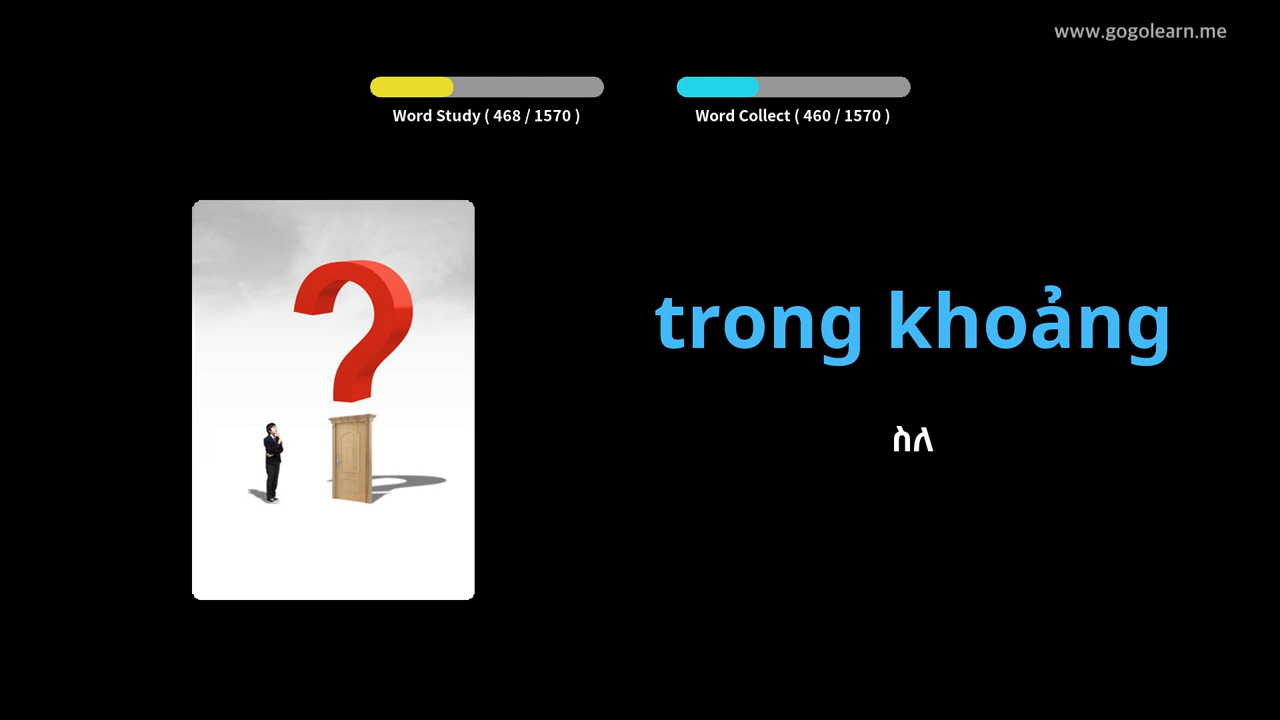 www.gogolearn.me
Word Study ( 468 / 1570 )
Word Collect ( 460 / 1570 )
trong khoảng
ስለ